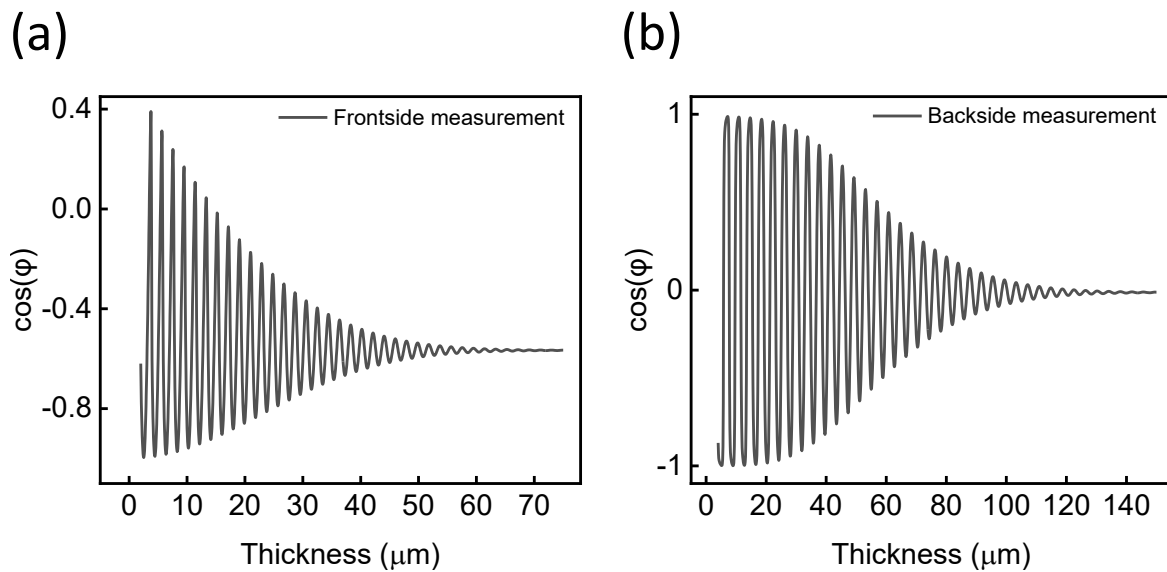 (a)
(b)
Frontside measurement
0.4
0.0
-0.4
-0.8
cos(φ)
0 10 20 30 40 50 60 70
Thickness (μm)
Backside measurement
1
0
-1
cos(φ)
0 20 40 60 80 100 120 140
Thickness (μm)